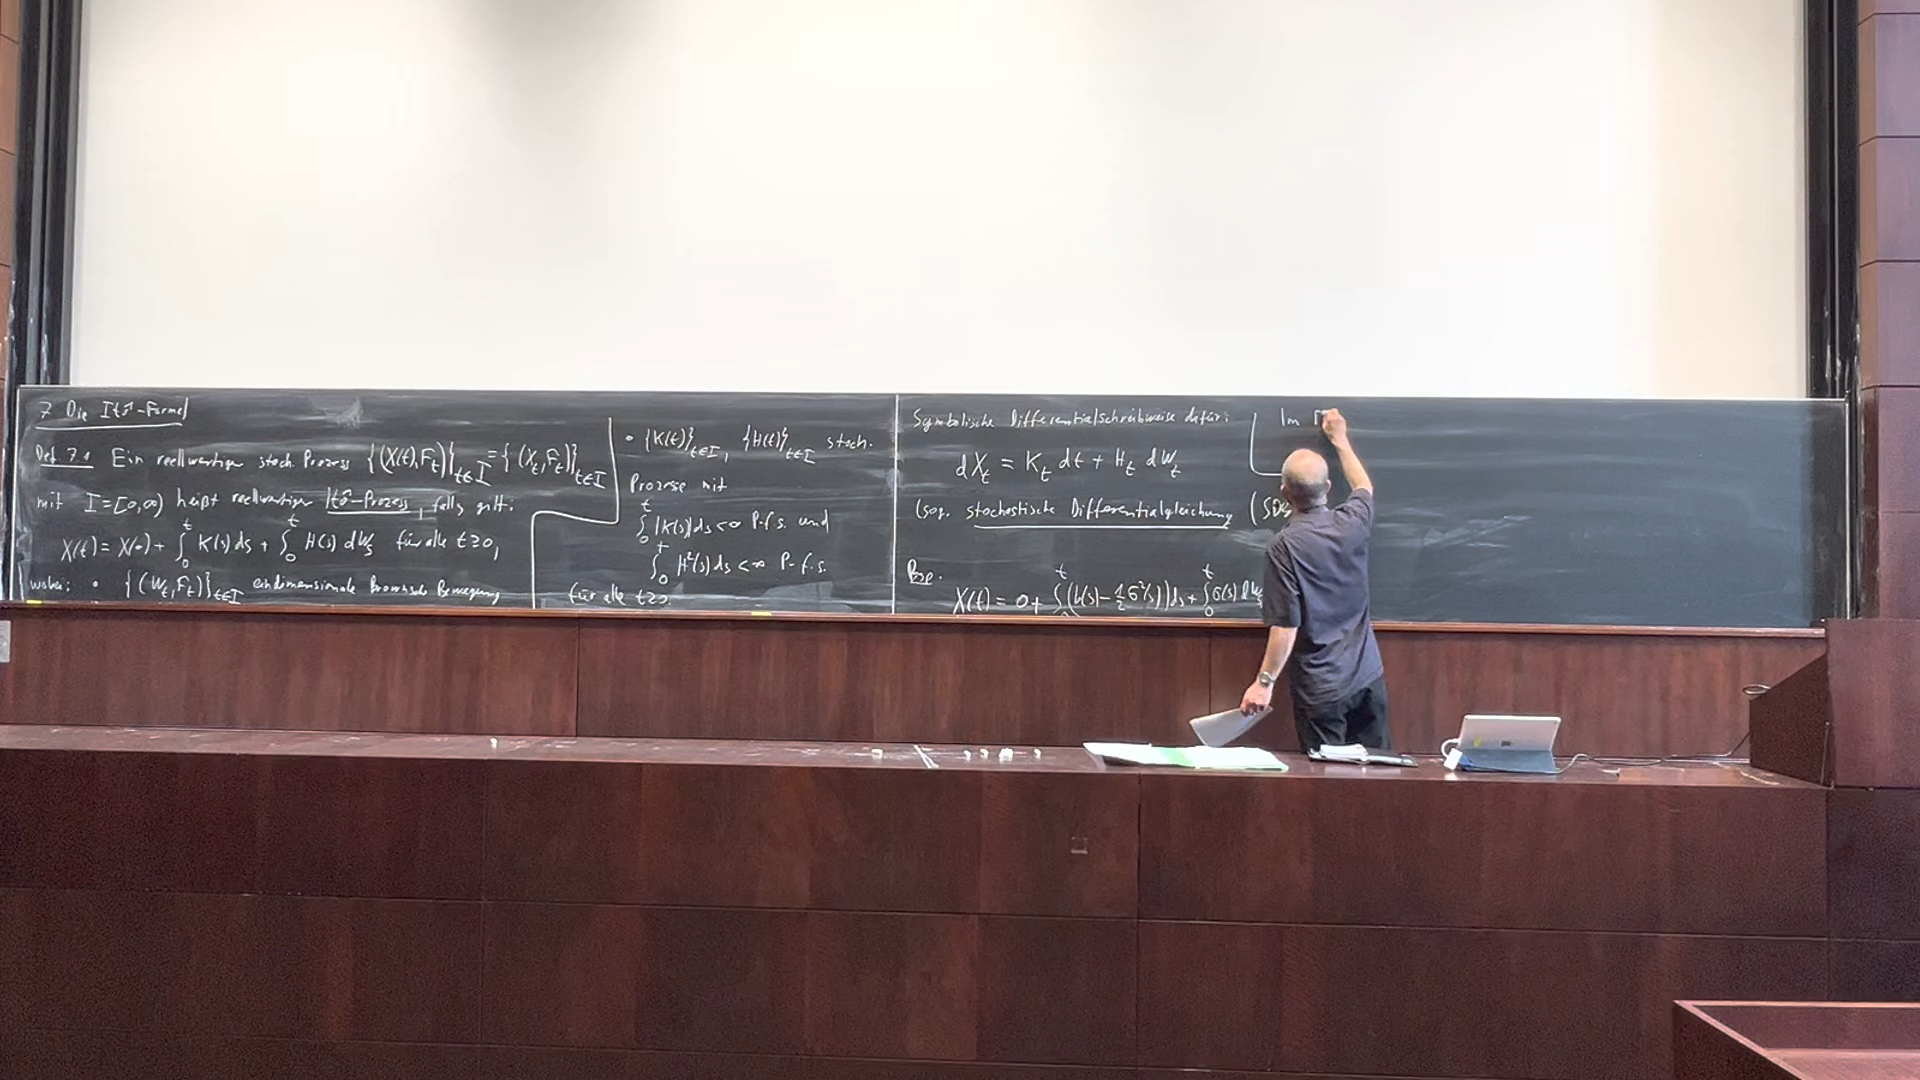 7 Die Itô-Formel
Def. 7.1 Ein reellwertiger stoch. Prozess {(X(t), F_t)}_{t∈I} = {(X_t, F_t)}_{t∈I}
mit I = [0,∞) heißt reellwertiger Itô-Prozess, falls gilt:
X(t) = X(0) + ∫_0^t K(s) ds + ∫_0^t H(s) dW_s für alle t ≥ 0,
wobei: • {(W_t, F_t)}_{t∈I} eindimensionale Brownsche Bewegung
• {K(t)}_{t∈I}, {H(t)}_{t∈I} stoch.
Prozesse mit
∫_0^t |K(s)| ds < ∞ P-f.s. und
∫_0^t H²(s) ds < ∞ P-f.s.
für alle t ≥ 0.
Symbolische Differentialschreibweise dafür:
dX_t = K_t dt + H_t dW_t
(sog. stochastische Differentialgleichung
Bsp.
X(t) = 0 + ∫_0^t (b(s) - 1/2 σ²(s)) ds + ∫_0^t σ(s) dW_s
Im